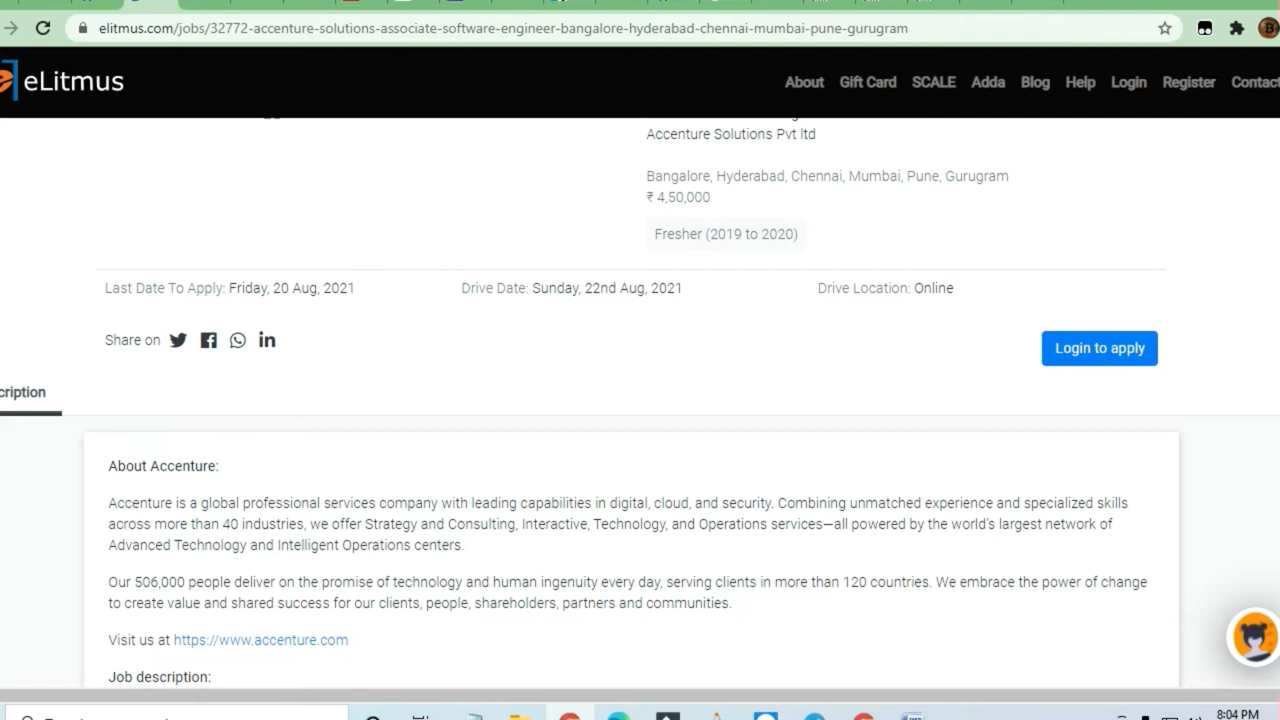 elitmus.com/jobs/32772-accenture-solutions-associate-software-engineer-bangalore-hyderabad-chennai-mumbai-pune-gurugram
eLitmus
About Gift Card SCALE Adda Blog Help Login Register Contact
Accenture Solutions Pvt ltd
Bangalore, Hyderabad, Chennai, Mumbai, Pune, Gurugram
₹ 4,50,000
Fresher (2019 to 2020)
Last Date To Apply: Friday, 20 Aug, 2021 Drive Date: Sunday, 22nd Aug, 2021 Drive Location: Online
Share on
Login to apply
cription
About Accenture:
Accenture is a global professional services company with leading capabilities in digital, cloud, and security. Combining unmatched experience and specialized skills
across more than 40 industries, we offer Strategy and Consulting, Interactive, Technology, and Operations services—all powered by the world's largest network of
Advanced Technology and Intelligent Operations centers.
Our 506,000 people deliver on the promise of technology and human ingenuity every day, serving clients in more than 120 countries. We embrace the power of change
to create value and shared success for our clients, people, shareholders, partners and communities.
Visit us at https://www.accenture.com
Job description:
8:04 PM